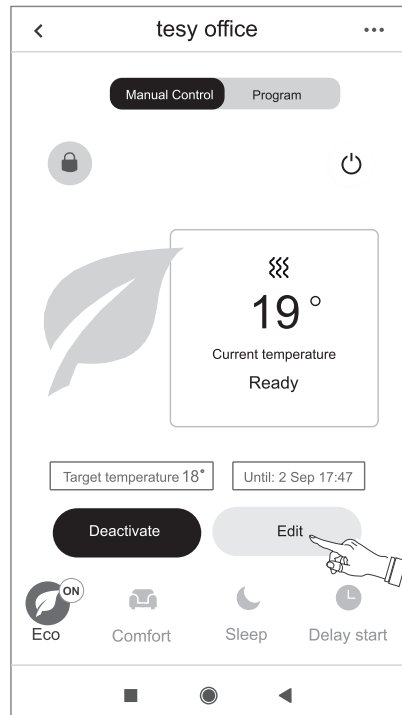 tesy office
Manual Control Program
19°
Current temperature
Ready
Target temperature 18° Until: 2 Sep 17:47
Deactivate Edit
ON
Eco Comfort Sleep Delay start